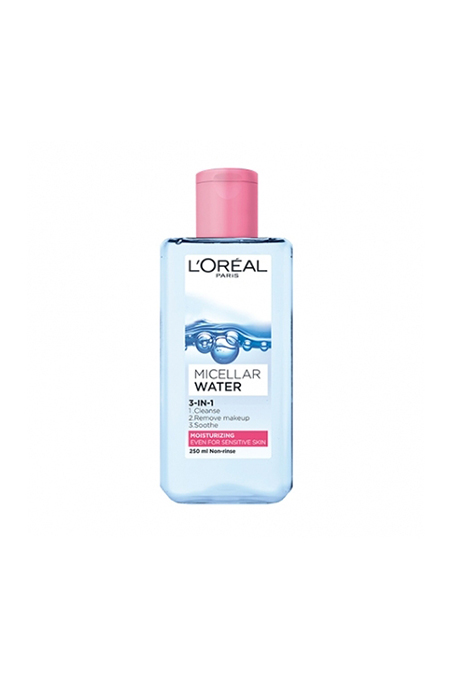 L'ORÉAL
PARIS
MICELLAR
WATER
3-IN-1
1.Cleanse
2.Remove makeup
3.Soothe
MOISTURIZING
EVEN FOR SENSITIVE SKIN
250 ml Non-rinse